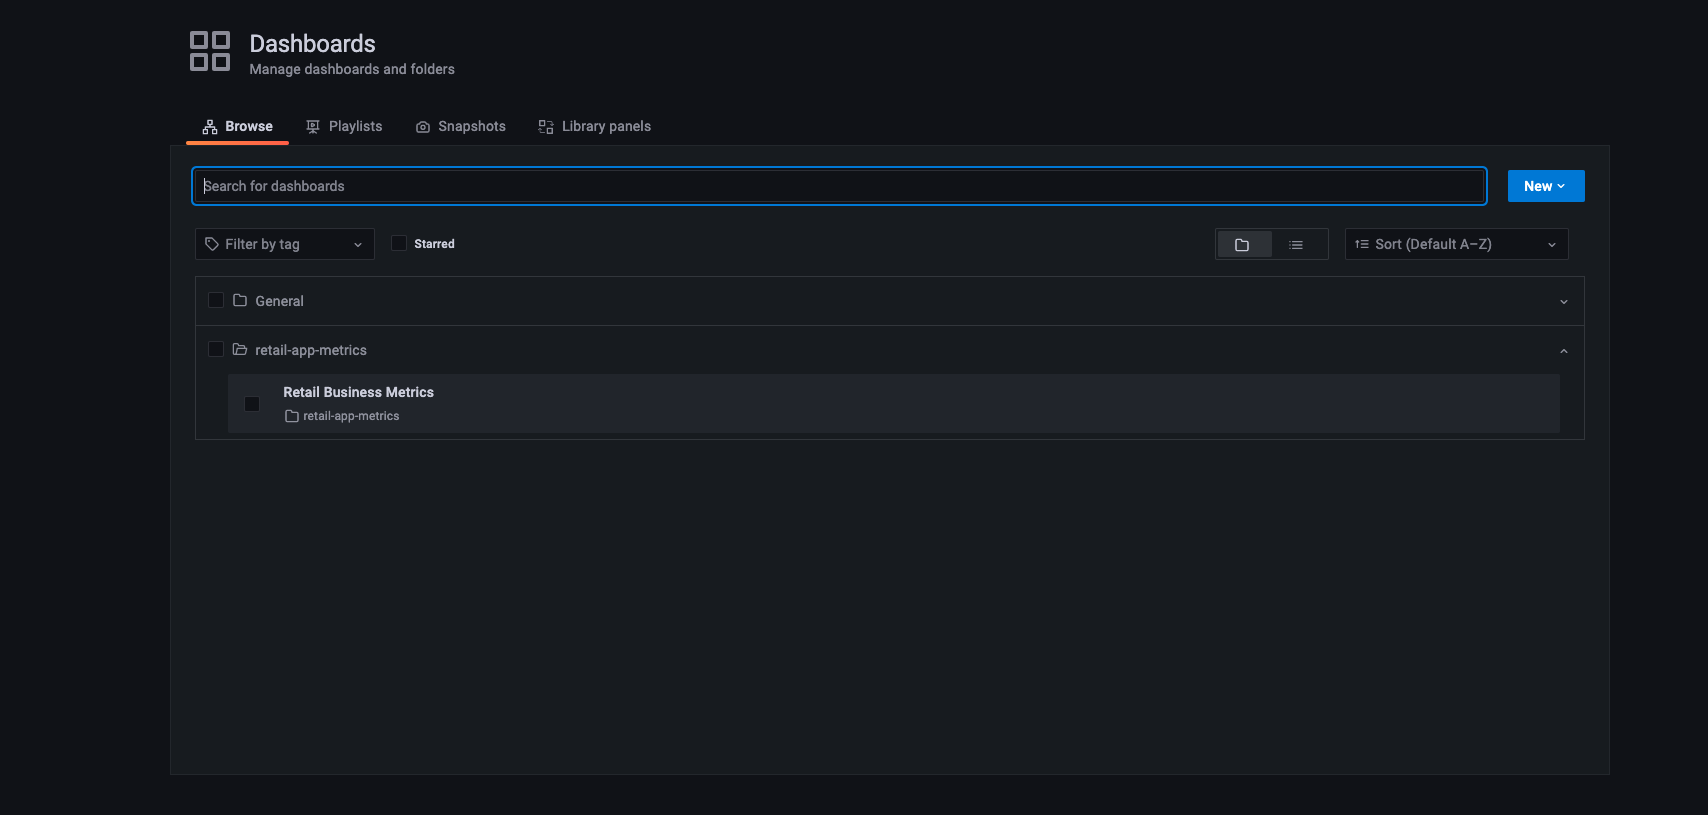 Dashboards
Manage dashboards and folders
Browse
Playlists
Snapshots
Library panels
Search for dashboards
New
Filter by tag
Starred
Sort (Default A–Z)
General
retail-app-metrics
Retail Business Metrics
retail-app-metrics